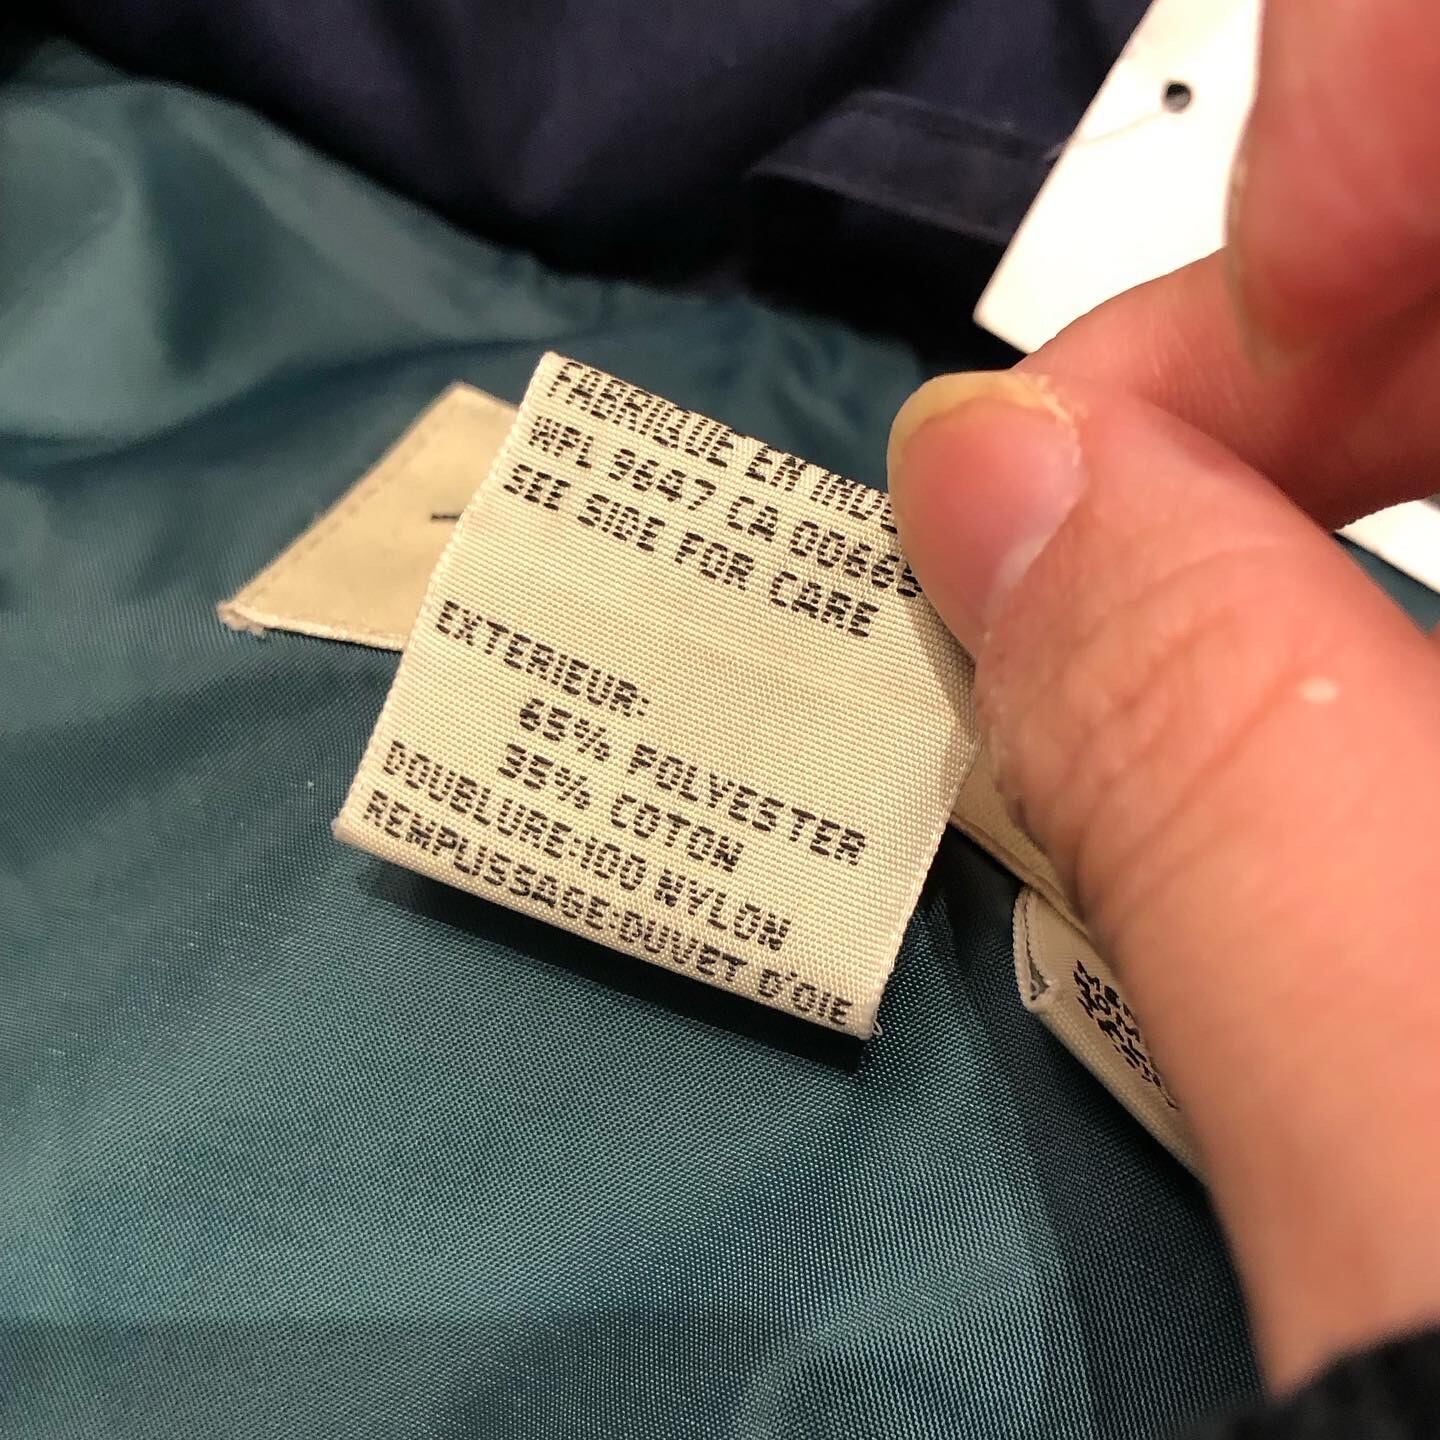 FABRIQUE EN
WPL 9647 CA
SEE SIDE FOR CARE
EXTERIEUR:
65% POLYESTER
35% COTON
DOUBLURE:100 NYLON
REMPLISSAGE:DUVET D'OIE